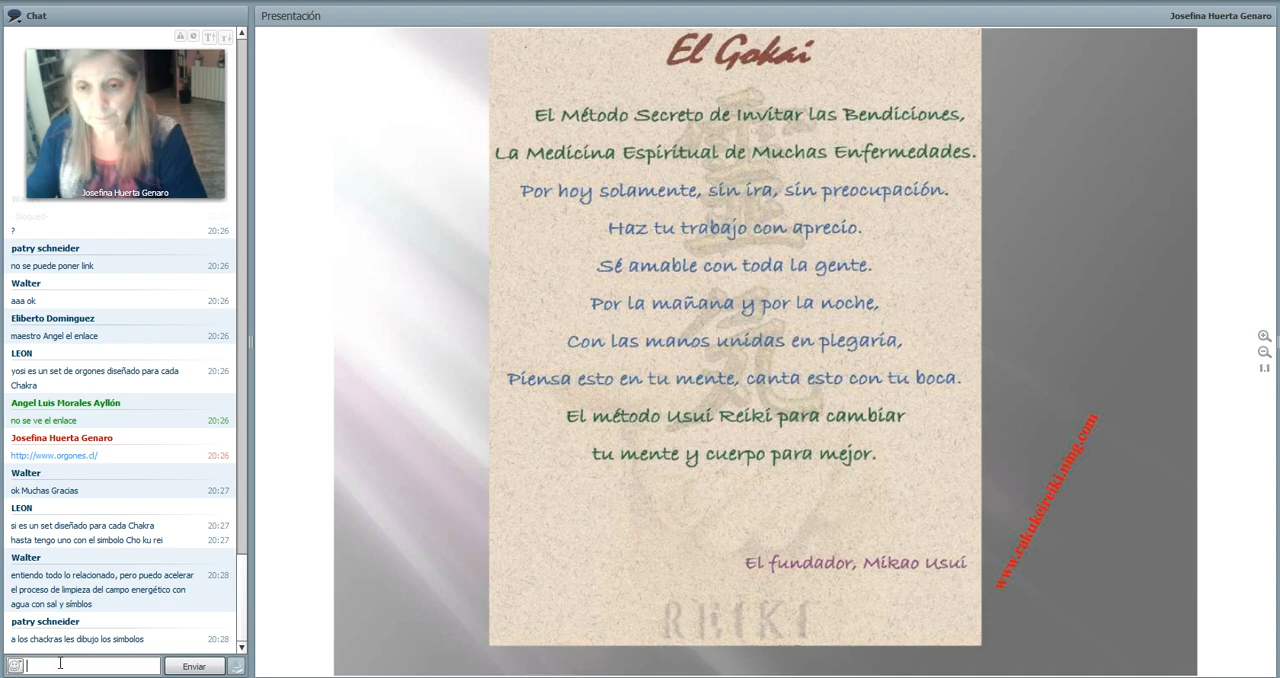 Chat
Josefina Huerta Genaro
-bloqued-
? 20:26
patry schneider
no se puede poner link 20:26
Walter
aaa ok 20:26
Eliberto Dominguez
maestro Angel el enlace 20:26
LEON
yosi es un set de orgones diseñado para cada 20:26
Chakra
Angel Luis Morales Ayllón
no se ve el enlace 20:26
Josefina Huerta Genaro
http://www.orgones.cl/ 20:26
Walter
ok Muchas Gracias 20:27
LEON
si es un set diseñado para cada Chakra 20:27
hasta tengo uno con el simbolo Cho ku rei 20:27
Walter
entiendo todo lo relacionado, pero puedo acelerar 20:28
el proceso de limpieza del campo energético con
agua con sal y símblos
patry schneider
a los chackras les dibujo los simbolos 20:28
Enviar
Presentación
Josefina Huerta Genaro
El Gokai
El Método Secreto de Invitar las Bendiciones,
La Medicina Espiritual de Muchas Enfermedades.
Por hoy solamente, sin ira, sin preocupación.
Haz tu trabajo con aprecio.
Sé amable con toda la gente.
Por la mañana y por la noche,
Con las manos unidas en plegaria,
Piensa esto en tu mente, canta esto con tu boca.
El método Usui Reiki para cambiar
tu mente y cuerpo para mejor.
El fundador, Mikao Usui
REIKI
www.rakukeireiki.ning.com
1:1